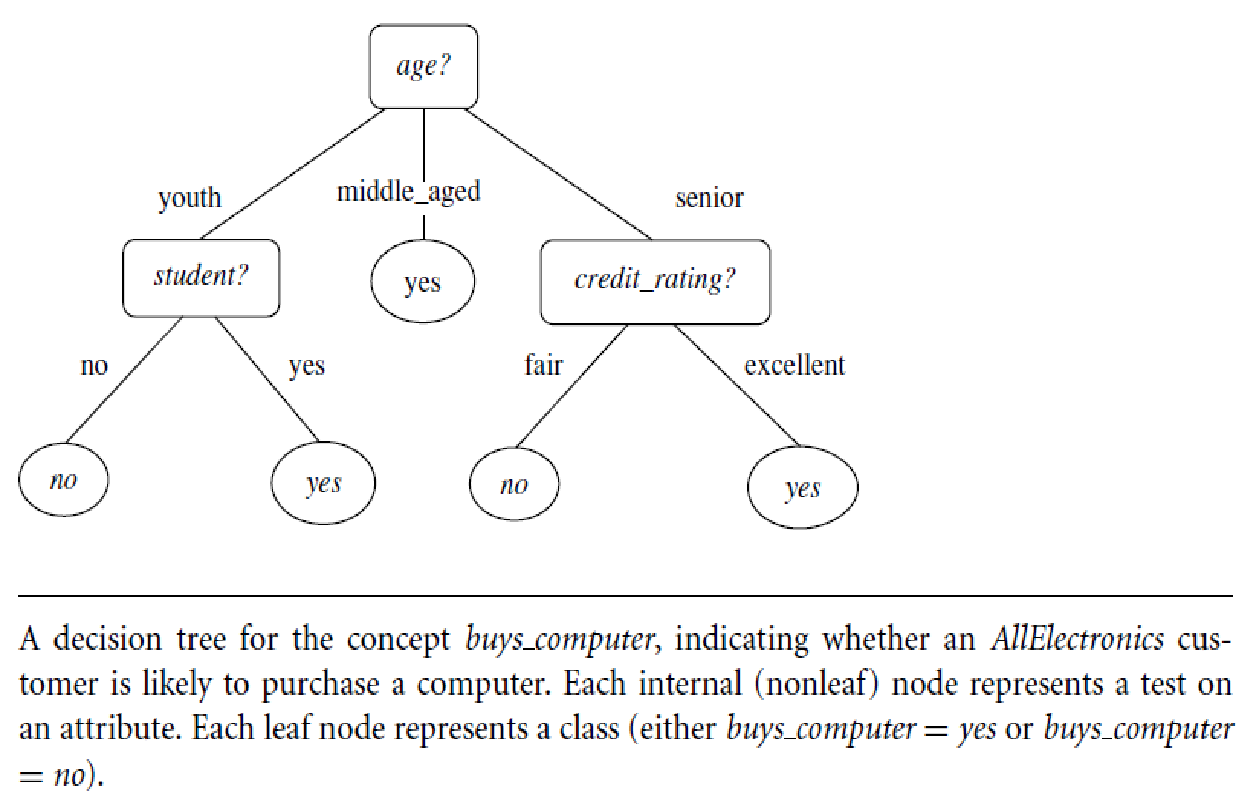 age?
youth
middle_aged
senior
student?
yes
credit_rating?
no
yes
fair
excellent
no
yes
no
yes
A decision tree for the concept buys_computer, indicating whether an AllElectronics cus-
tomer is likely to purchase a computer. Each internal (nonleaf) node represents a test on
an attribute. Each leaf node represents a class (either buys_computer = yes or buys_computer
= no).